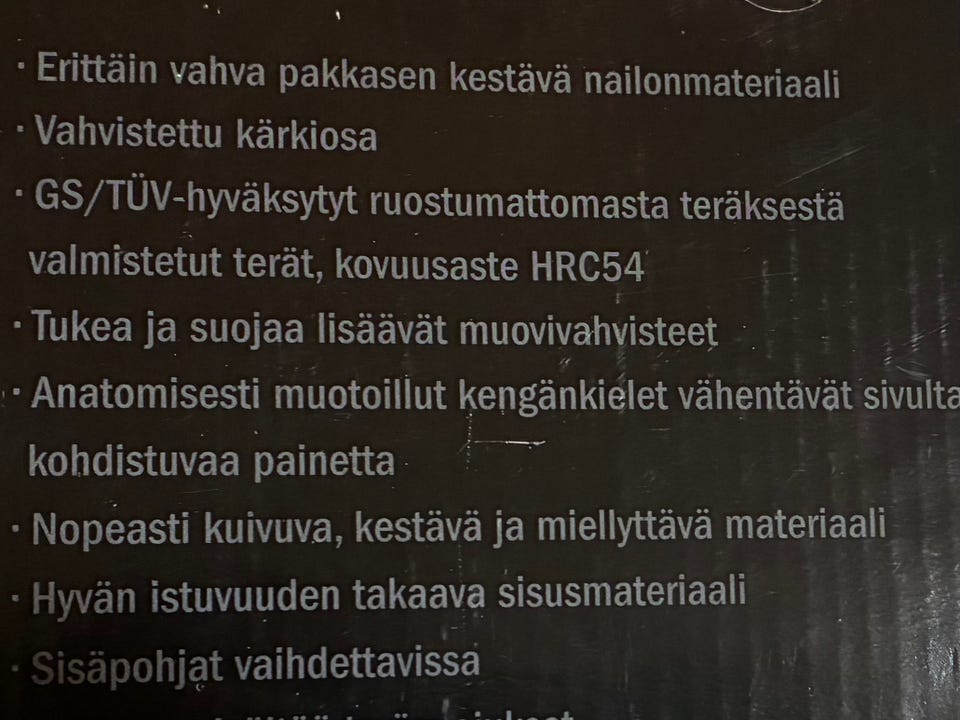 · Erittäin vahva pakkasen kestävä nailonmateriaali
· Vahvistettu kärkiosa
· GS/TÜV-hyväksytyt ruostumattomasta teräksestä
valmistetut terät, kovuusaste HRC54
· Tukea ja suojaa lisäävät muovivahvisteet
· Anatomisesti muotoillut kengänkielet vähentävät sivulta
kohdistuvaa painetta
· Nopeasti kuivuva, kestävä ja miellyttävä materiaali
· Hyvän istuvuuden takaava sisusmateriaali
· Sisäpohjat vaihdettavissa